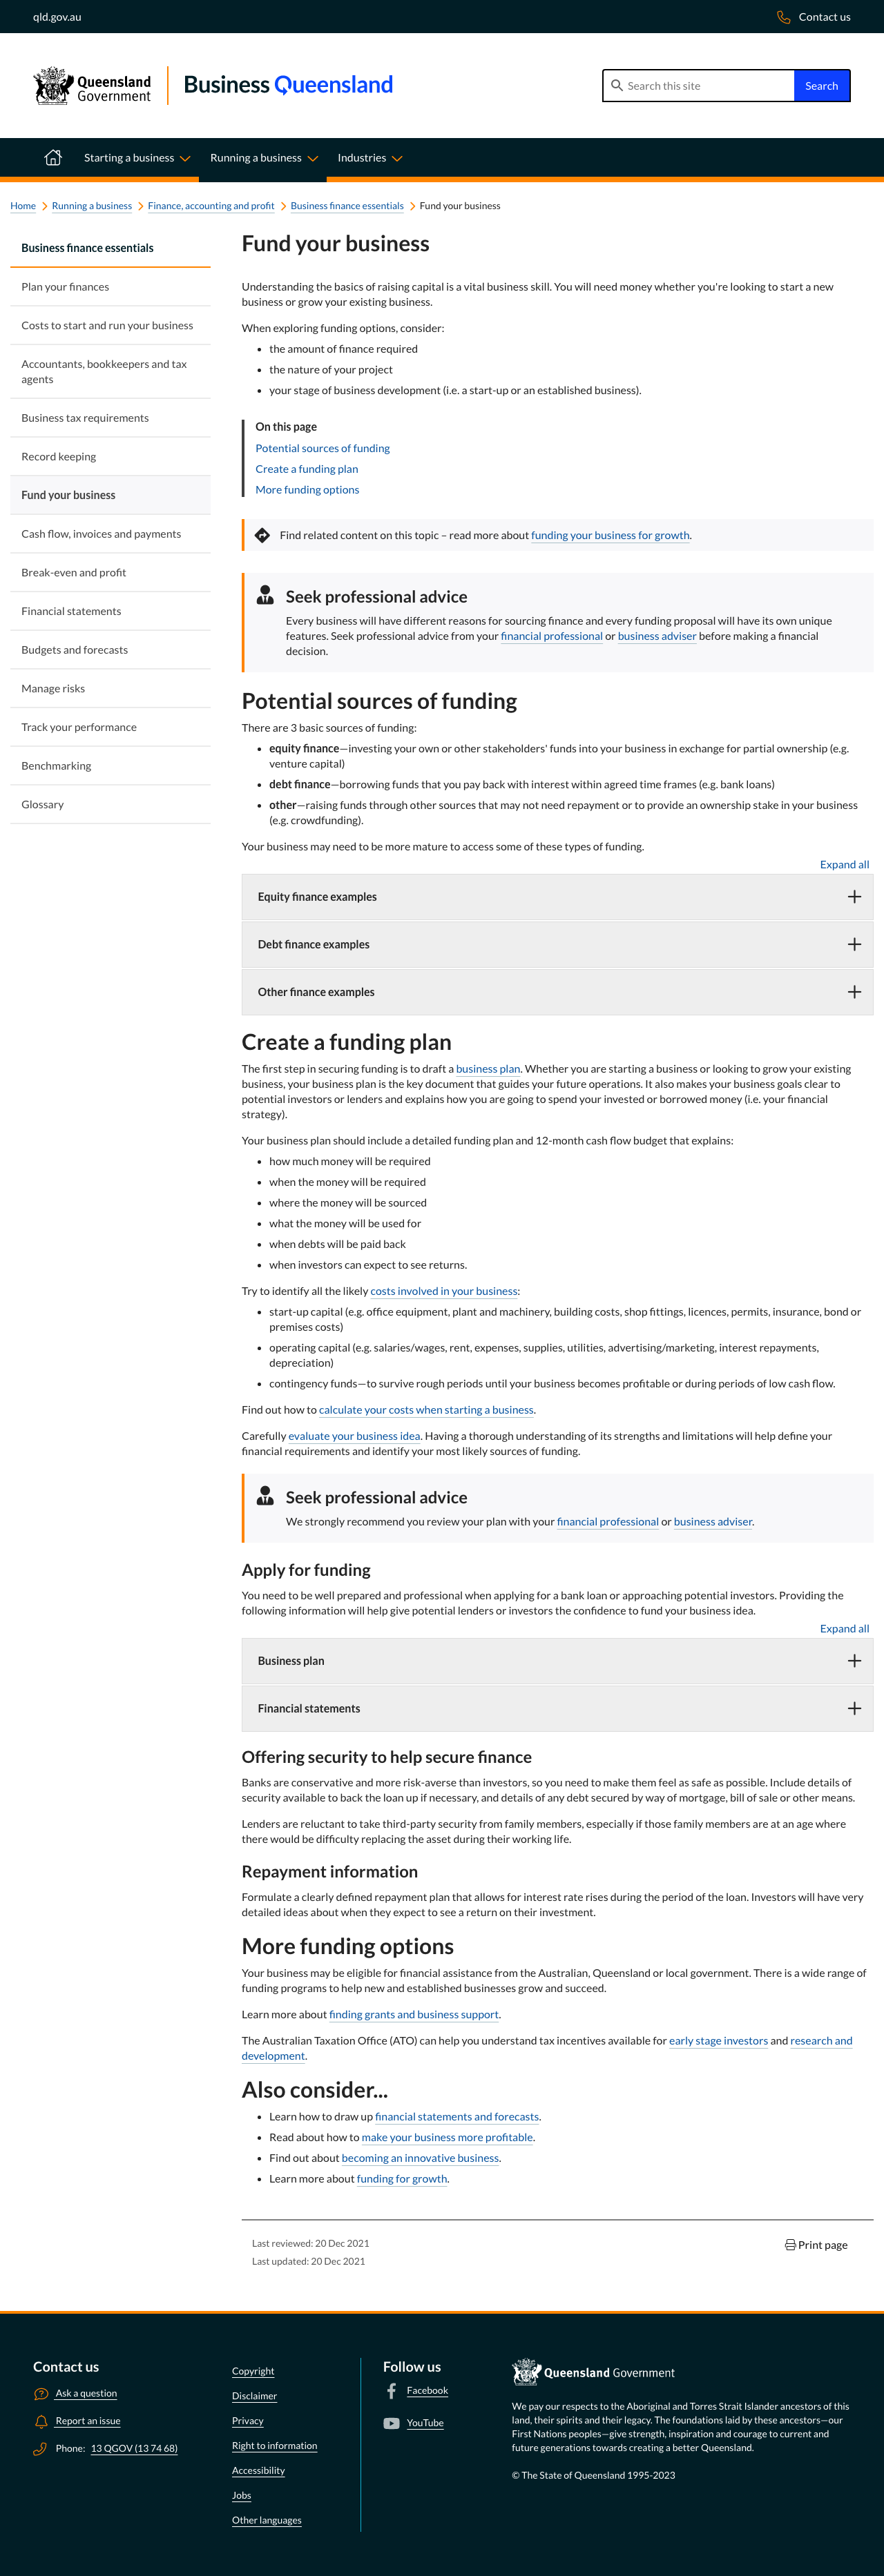 qld.gov.au
Contact us
Queensland
Government
Business Queensland
Search this site
Search
Starting a business
Running a business
Industries
Home
Running a business
Finance, accounting and profit
Business finance essentials
Fund your business
Business finance essentials
Plan your finances
Costs to start and run your business
Accountants, bookkeepers and tax
agents
Business tax requirements
Record keeping
Fund your business
Cash flow, invoices and payments
Break-even and profit
Financial statements
Budgets and forecasts
Manage risks
Track your performance
Benchmarking
Glossary
Fund your business
Understanding the basics of raising capital is a vital business skill. You will need money whether you're looking to start a new
business or grow your existing business.
When exploring funding options, consider:
• the amount of finance required
• the nature of your project
• your stage of business development (i.e. a start-up or an established business).
On this page
Potential sources of funding
Create a funding plan
More funding options
Find related content on this topic – read more about funding your business for growth.
Seek professional advice
Every business will have different reasons for sourcing finance and every funding proposal will have its own unique
features. Seek professional advice from your financial professional or business adviser before making a financial
decision.
Potential sources of funding
There are 3 basic sources of funding:
• equity finance—investing your own or other stakeholders' funds into your business in exchange for partial ownership (e.g.
venture capital)
• debt finance—borrowing funds that you pay back with interest within agreed time frames (e.g. bank loans)
• other—raising funds through other sources that may not need repayment or to provide an ownership stake in your business
(e.g. crowdfunding).
Your business may need to be more mature to access some of these types of funding.
Expand all
Equity finance examples
Debt finance examples
Other finance examples
Create a funding plan
The first step in securing funding is to draft a business plan. Whether you are starting a business or looking to grow your existing
business, your business plan is the key document that guides your future operations. It also makes your business goals clear to
potential investors or lenders and explains how you are going to spend your invested or borrowed money (i.e. your financial
strategy).
Your business plan should include a detailed funding plan and 12-month cash flow budget that explains:
• how much money will be required
• when the money will be required
• where the money will be sourced
• what the money will be used for
• when debts will be paid back
• when investors can expect to see returns.
Try to identify all the likely costs involved in your business:
• start-up capital (e.g. office equipment, plant and machinery, building costs, shop fittings, licences, permits, insurance, bond or
premises costs)
• operating capital (e.g. salaries/wages, rent, expenses, supplies, utilities, advertising/marketing, interest repayments,
depreciation)
• contingency funds—to survive rough periods until your business becomes profitable or during periods of low cash flow.
Find out how to calculate your costs when starting a business.
Carefully evaluate your business idea. Having a thorough understanding of its strengths and limitations will help define your
financial requirements and identify your most likely sources of funding.
Seek professional advice
We strongly recommend you review your plan with your financial professional or business adviser.
Apply for funding
You need to be well prepared and professional when applying for a bank loan or approaching potential investors. Providing the
following information will help give potential lenders or investors the confidence to fund your business idea.
Expand all
Business plan
Financial statements
Offering security to help secure finance
Banks are conservative and more risk-averse than investors, so you need to make them feel as safe as possible. Include details of
security available to back the loan up if necessary, and details of any debt secured by way of mortgage, bill of sale or other means.
Lenders are reluctant to take third-party security from family members, especially if those family members are at an age where
there would be difficulty replacing the asset during their working life.
Repayment information
Formulate a clearly defined repayment plan that allows for interest rate rises during the period of the loan. Investors will have very
detailed ideas about when they expect to see a return on their investment.
More funding options
Your business may be eligible for financial assistance from the Australian, Queensland or local government. There is a wide range of
funding programs to help new and established businesses grow and succeed.
Learn more about finding grants and business support.
The Australian Taxation Office (ATO) can help you understand tax incentives available for early stage investors and research and
development.
Also consider...
• Learn how to draw up financial statements and forecasts.
• Read about how to make your business more profitable.
• Find out about becoming an innovative business.
• Learn more about funding for growth.
Last reviewed: 20 Dec 2021
Last updated: 20 Dec 2021
Print page
Contact us
Ask a question
Report an issue
Phone: 13 QGOV (13 74 68)
Copyright
Disclaimer
Privacy
Right to information
Accessibility
Jobs
Other languages
Follow us
Facebook
YouTube
Queensland Government
We pay our respects to the Aboriginal and Torres Strait Islander ancestors of this
land, their spirits and their legacy. The foundations laid by these ancestors—our
First Nations peoples—give strength, inspiration and courage to current and
future generations towards creating a better Queensland.
© The State of Queensland 1995-2023